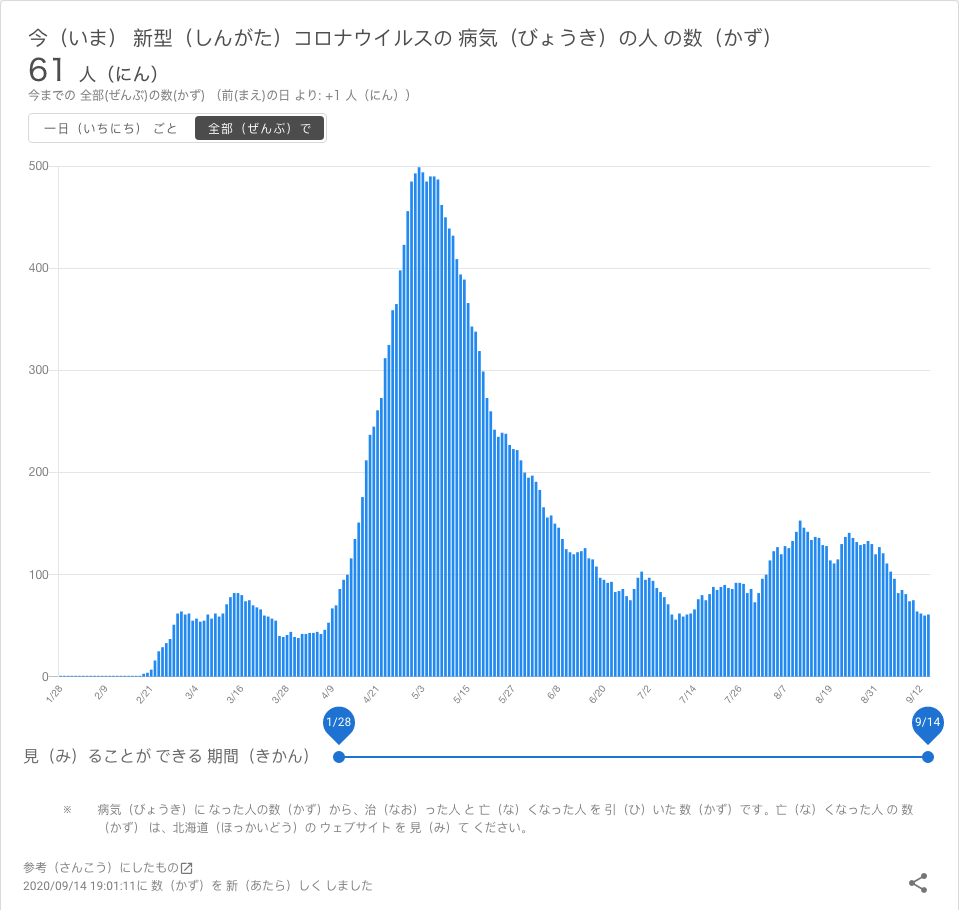 今（いま） 新型（しんがた）コロナウイルスの 病気（びょうき）の人 の数（かず）
61 人（にん）
今までの 全部(ぜんぶ)の数(かず) （前(まえ)の日 より: +1 人（にん））
一日（いちにち） ごと 全部（ぜんぶ）で
500
400
300
200
100
0
1/28 2/9 2/21 3/4 3/16 3/28 4/9 4/21 5/3 5/15 5/27 6/8 6/20 7/2 7/14 7/26 8/7 8/19 8/31 9/12
1/28 9/14
見（み）ることが できる 期間（きかん）
※ 病気（びょうき）に なった人の数（かず）から、治（なお）った人 と 亡（な）くなった人 を 引（ひ）いた 数（かず）です。亡（な）くなった人 の 数
（かず） は、北海道（ほっかいどう）の ウェブサイト を 見（み）て ください。
参考（さんこう）にしたもの
2020/09/14 19:01:11に 数（かず）を 新（あたら）しく しました